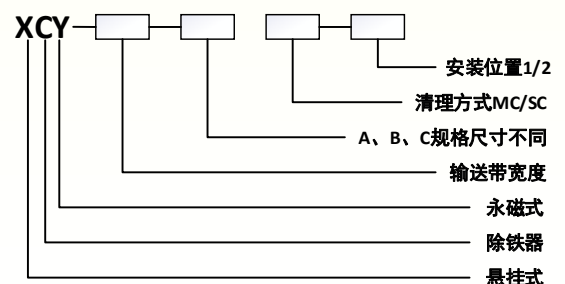 XCY
安装位置1/2
清理方式MC/SC
A、B、C规格尺寸不同
输送带宽度
永磁式
除铁器
悬挂式